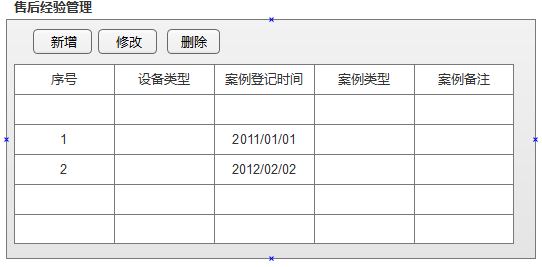 售后经验管理
新增 修改 删除
序号 设备类型 案例登记时间 案例类型 案例备注
1 2011/01/01
2 2012/02/02